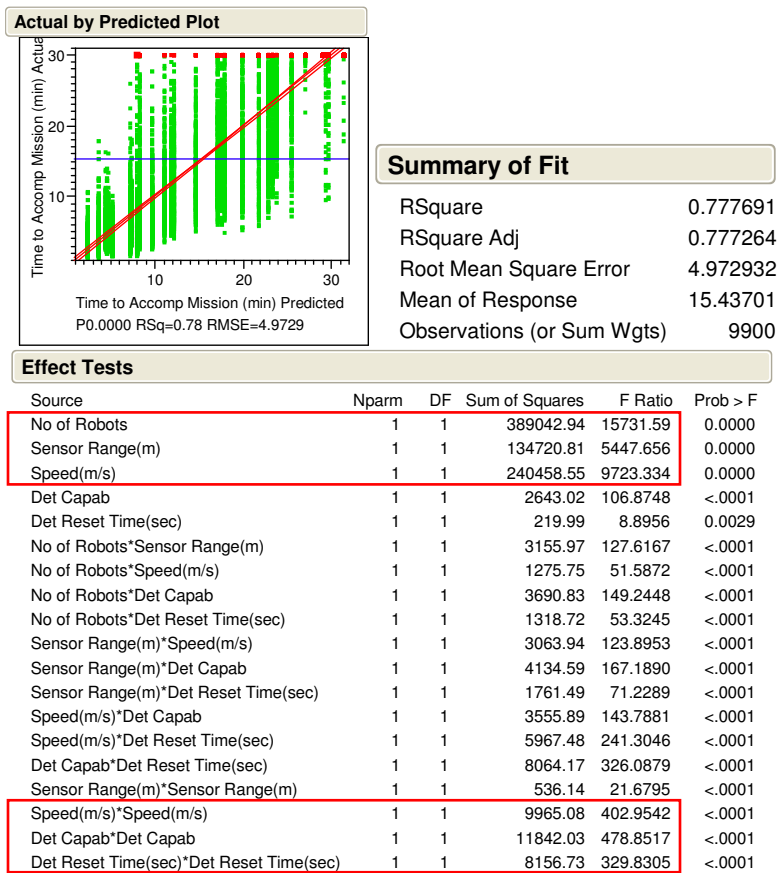 Actual by Predicted Plot
Time to Accomp Mission (min) Actua
30
20
10
10 20 30
Time to Accomp Mission (min) Predicted
P0.0000 RSq=0.78 RMSE=4.9729
Summary of Fit
RSquare 0.777691
RSquare Adj 0.777264
Root Mean Square Error 4.972932
Mean of Response 15.43701
Observations (or Sum Wgts) 9900
Effect Tests
Source Nparm DF Sum of Squares F Ratio Prob > F
No of Robots 1 1 389042.94 15731.59 0.0000
Sensor Range(m) 1 1 134720.81 5447.656 0.0000
Speed(m/s) 1 1 240458.55 9723.334 0.0000
Det Capab 1 1 2643.02 106.8748 <.0001
Det Reset Time(sec) 1 1 219.99 8.8956 0.0029
No of Robots*Sensor Range(m) 1 1 3155.97 127.6167 <.0001
No of Robots*Speed(m/s) 1 1 1275.75 51.5872 <.0001
No of Robots*Det Capab 1 1 3690.83 149.2448 <.0001
No of Robots*Det Reset Time(sec) 1 1 1318.72 53.3245 <.0001
Sensor Range(m)*Speed(m/s) 1 1 3063.94 123.8953 <.0001
Sensor Range(m)*Det Capab 1 1 4134.59 167.1890 <.0001
Sensor Range(m)*Det Reset Time(sec) 1 1 1761.49 71.2289 <.0001
Speed(m/s)*Det Capab 1 1 3555.89 143.7881 <.0001
Speed(m/s)*Det Reset Time(sec) 1 1 5967.48 241.3046 <.0001
Det Capab*Det Reset Time(sec) 1 1 8064.17 326.0879 <.0001
Sensor Range(m)*Sensor Range(m) 1 1 536.14 21.6795 <.0001
Speed(m/s)*Speed(m/s) 1 1 9965.08 402.9542 <.0001
Det Capab*Det Capab 1 1 11842.03 478.8517 <.0001
Det Reset Time(sec)*Det Reset Time(sec) 1 1 8156.73 329.8305 <.0001